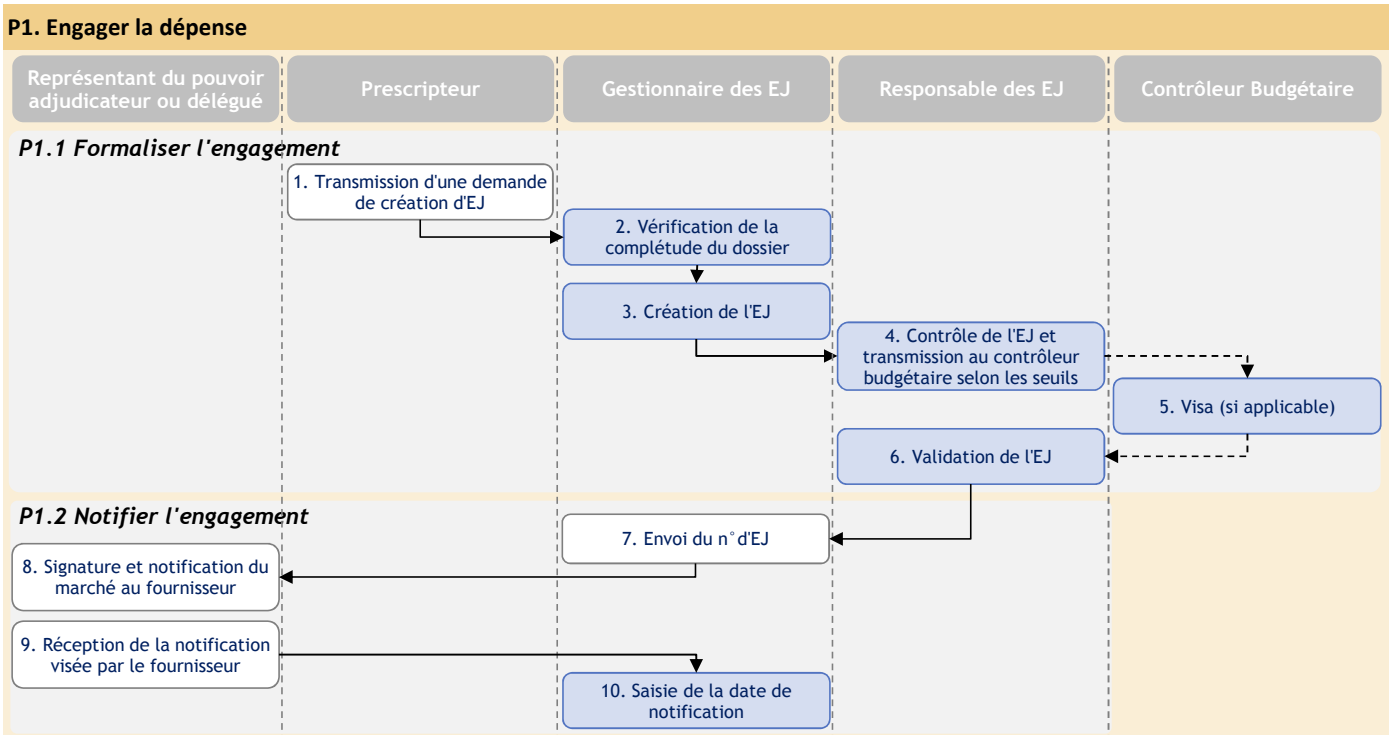 P1. Engager la dépense
Représentant du pouvoir
adjudicateur ou délégué
Prescripteur
Gestionnaire des EJ
Responsable des EJ
Contrôleur Budgétaire
P1.1 Formaliser l'engagement
1. Transmission d'une demande
de création d'EJ
2. Vérification de la
complétude du dossier
3. Création de l'EJ
4. Contrôle de l'EJ et
transmission au contrôleur
budgétaire selon les seuils
5. Visa (si applicable)
6. Validation de l'EJ
P1.2 Notifier l'engagement
7. Envoi du n°d'EJ
8. Signature et notification du
marché au fournisseur
9. Réception de la notification
visée par le fournisseur
10. Saisie de la date de
notification